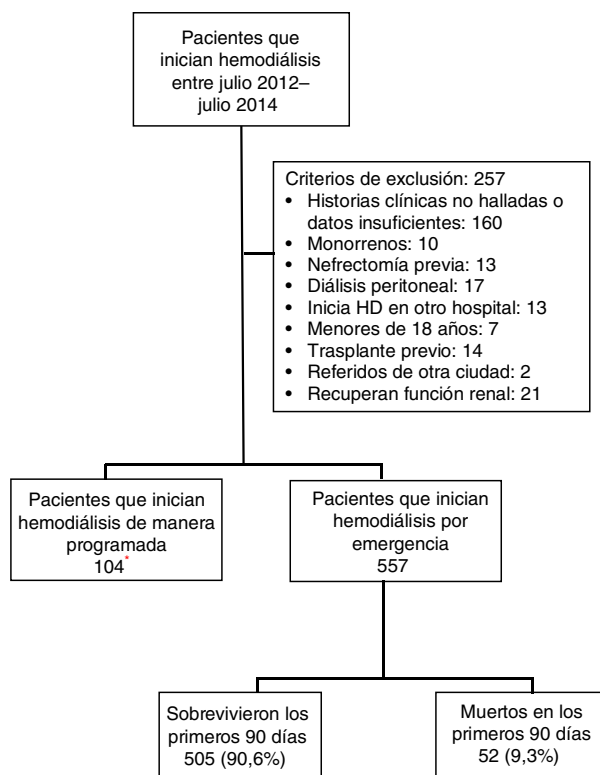 Pacientes que
inician hemodiálisis
entre julio 2012–
julio 2014
Criterios de exclusión: 257
• Historias clínicas no halladas o
datos insuficientes: 160
• Monorrenos: 10
• Nefrectomía previa: 13
• Diálisis peritoneal: 17
• Inicia HD en otro hospital: 13
• Menores de 18 años: 7
• Trasplante previo: 14
• Referidos de otra ciudad: 2
• Recuperan función renal: 21
Pacientes que inician
hemodiálisis de manera
programada
104*
Pacientes que inician
hemodiálisis por
emergencia
557
Sobrevivieron los
primeros 90 días
505 (90,6%)
Muertos en los
primeros 90 días
52 (9,3%)